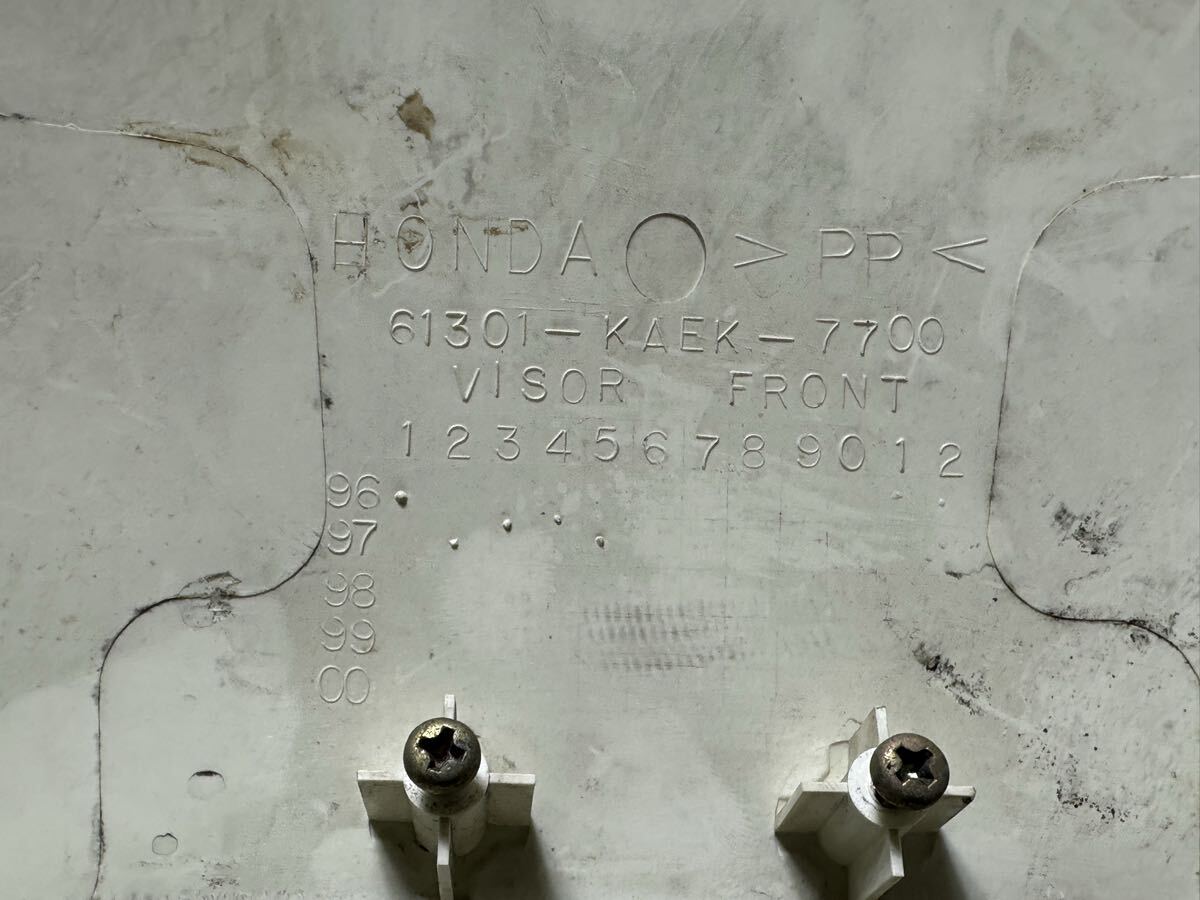 HONDA >PP<
61301-KAEK-7700
VISOR FRONT
1 2 3 4 5 6 7 8 9 0 1 2
96
97
98
99
00